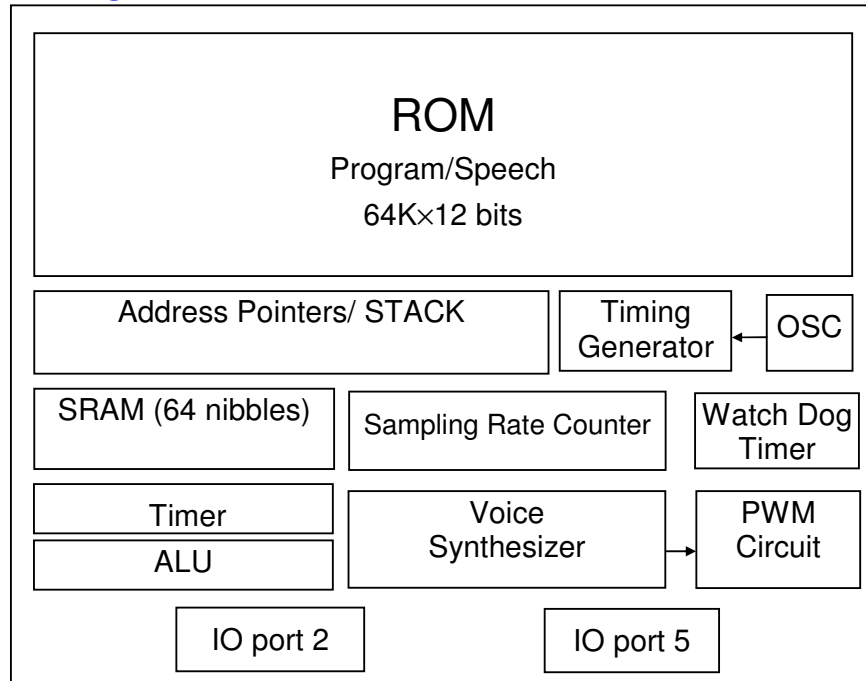 ROM
Program/Speech
64K×12 bits
Address Pointers/ STACK
Timing
Generator
OSC
SRAM (64 nibbles)
Sampling Rate Counter
Watch Dog
Timer
Timer
ALU
Voice
Synthesizer
PWM
Circuit
IO port 2
IO port 5